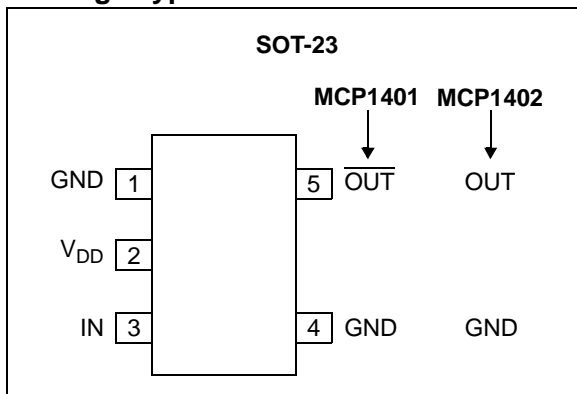 SOT-23
MCP1401 MCP1402
GND 1 5 OUT OUT
VDD 2
IN 3 4 GND GND